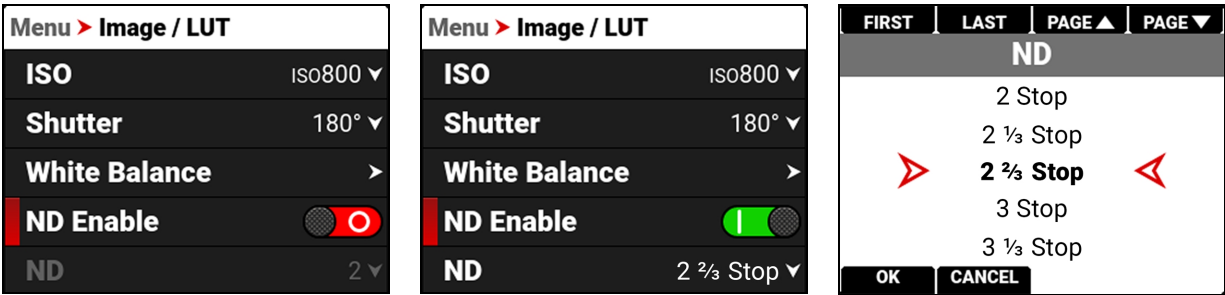 Menu ➤ Image / LUT
ISO ISO800
Shutter 180°
White Balance
ND Enable
ND 2
Menu ➤ Image / LUT
ISO ISO800
Shutter 180°
White Balance
ND Enable
ND 2 ⅔ Stop
FIRST LAST PAGE▲ PAGE▼
ND
2 Stop
2 ⅓ Stop
2 ⅔ Stop
3 Stop
3 ⅓ Stop
OK CANCEL